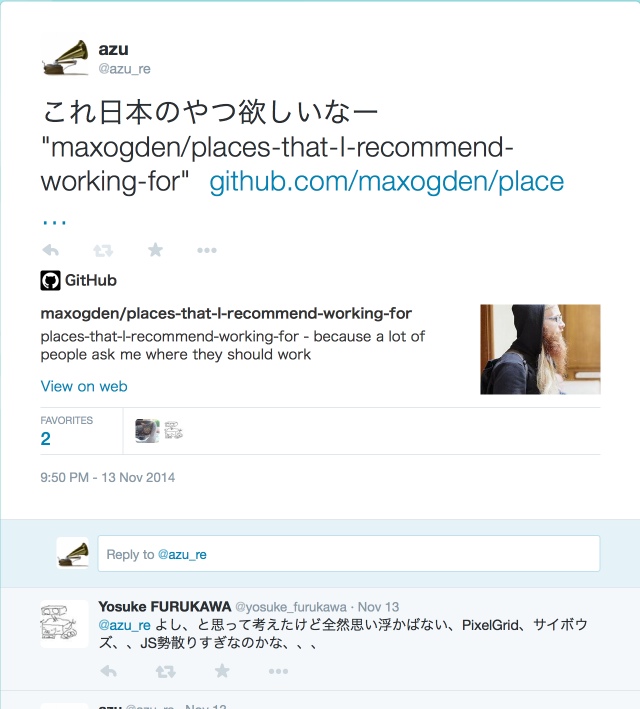 azu
@azu_re
これ日本のやつ欲しいなー
"maxogden/places-that-I-recommend-
working-for" github.com/maxogden/place
...
GitHub
maxogden/places-that-I-recommend-working-for
places-that-I-recommend-working-for - because a lot of
people ask me where they should work
View on web
FAVORITES
2
9:50 PM - 13 Nov 2014
Reply to @azu_re
Yosuke FURUKAWA @yosuke_furukawa · Nov 13
@azu_re よし、と思って考えたけど全然思い浮かばない、PixelGrid、サイボウ
ズ、、JS勢散りすぎなのかな、、、
azu @azu_re · Nov 13